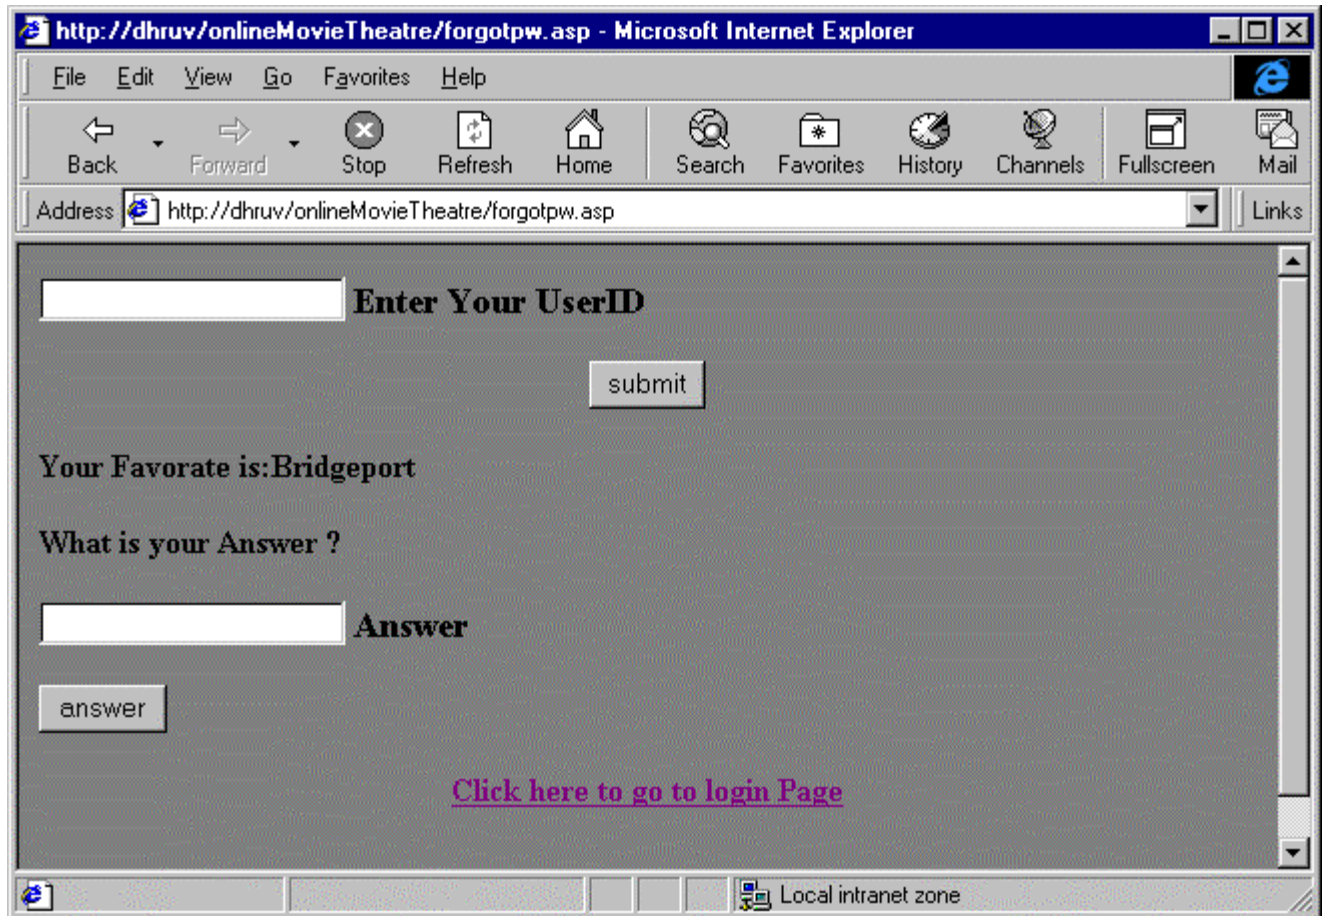 http://dhruv/onlineMovieTheatre/forgotpw.asp - Microsoft Internet Explorer
File Edit View Go Favorites Help
Back Forward Stop Refresh Home Search Favorites History Channels Fullscreen Mail
Address http://dhruv/onlineMovieTheatre/forgotpw.asp Links
Enter Your UserID
submit
Your Favorate is:Bridgeport
What is your Answer ?
Answer
answer
Click here to go to login Page
Local intranet zone